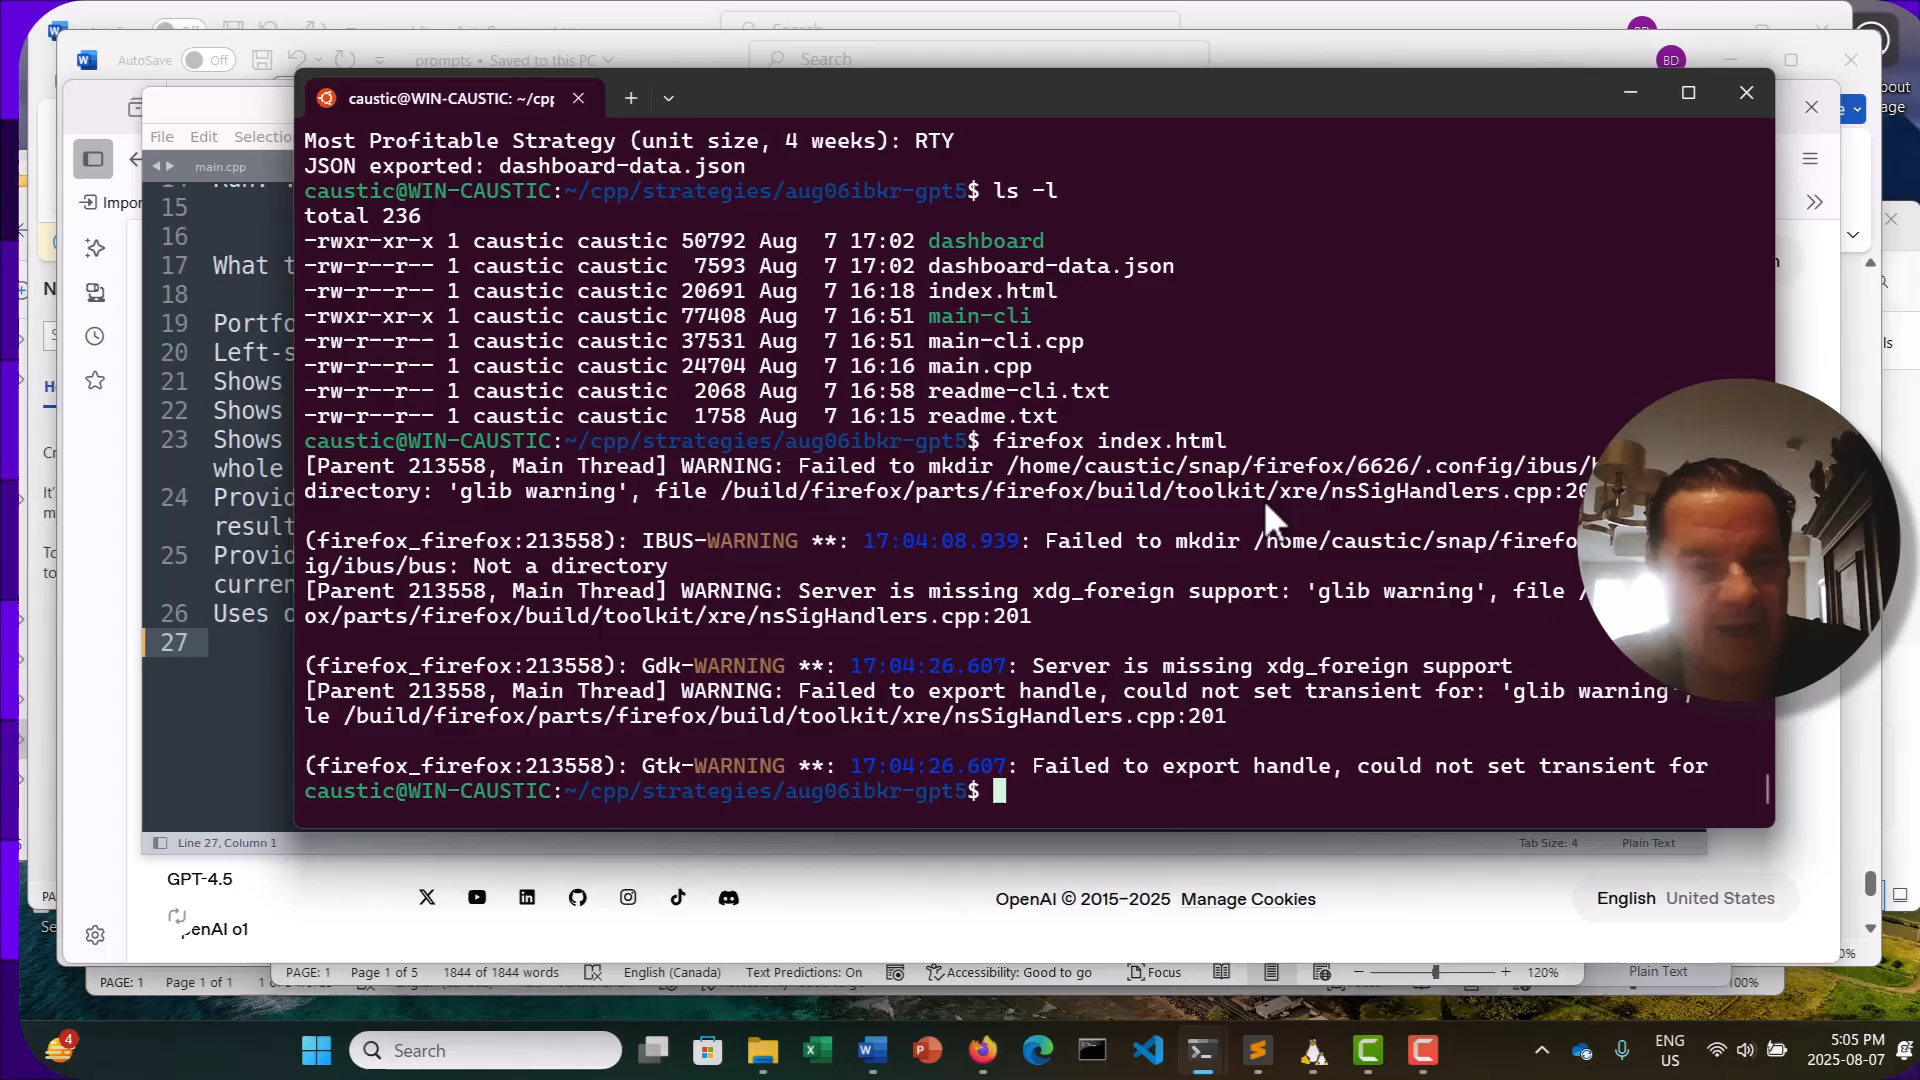 Search
AutoSave
Off
prompts • Saved to this PC
Search
BD
caustic@WIN-CAUSTIC: ~/cpp
File Edit Selectio
main.cpp
Most Profitable Strategy (unit size, 4 weeks): RTY
JSON exported: dashboard-data.json
caustic@WIN-CAUSTIC:~/cpp/strategies/aug06ibkr-gpt5$ ls -l
total 236
-rwxr-xr-x 1 caustic caustic 50792 Aug  7 17:02 dashboard
-rw-r--r-- 1 caustic caustic  7593 Aug  7 17:02 dashboard-data.json
-rw-r--r-- 1 caustic caustic 20691 Aug  7 16:18 index.html
-rwxr-xr-x 1 caustic caustic 77408 Aug  7 16:51 main-cli
-rw-r--r-- 1 caustic caustic 37531 Aug  7 16:51 main-cli.cpp
-rw-r--r-- 1 caustic caustic 24704 Aug  7 16:16 main.cpp
-rw-r--r-- 1 caustic caustic  2068 Aug  7 16:58 readme-cli.txt
-rw-r--r-- 1 caustic caustic  1758 Aug  7 16:15 readme.txt
caustic@WIN-CAUSTIC:~/cpp/strategies/aug06ibkr-gpt5$ firefox index.html
[Parent 213558, Main Thread] WARNING: Failed to mkdir /home/caustic/snap/firefox/6626/.config/ibus/
directory: 'glib warning', file /build/firefox/parts/firefox/build/toolkit/xre/nsSigHandlers.cpp:20
(firefox_firefox:213558): IBUS-WARNING **: 17:04:08.939: Failed to mkdir /home/caustic/snap/firefo
ig/ibus/bus: Not a directory
[Parent 213558, Main Thread] WARNING: Server is missing xdg_foreign support: 'glib warning', file /
ox/parts/firefox/build/toolkit/xre/nsSigHandlers.cpp:201
(firefox_firefox:213558): Gdk-WARNING **: 17:04:26.607: Server is missing xdg_foreign support
[Parent 213558, Main Thread] WARNING: Failed to export handle, could not set transient for: 'glib warning',
le /build/firefox/parts/firefox/build/toolkit/xre/nsSigHandlers.cpp:201
(firefox_firefox:213558): Gtk-WARNING **: 17:04:26.607: Failed to export handle, could not set transient for
caustic@WIN-CAUSTIC:~/cpp/strategies/aug06ibkr-gpt5$
Impor
15
16
17 What t
18
19 Portfo
20 Left-s
21 Shows
22 Shows
23 Shows
whole
24 Provid
result
25 Provid
curren
26 Uses o
27
Line 27, Column 1
Tab Size: 4
Plain Text
GPT-4.5
OpenAI © 2015–2025 Manage Cookies
English United States
enAI o1
PAGE: 1 Page 1 of 5 1844 of 1844 words English (Canada) Text Predictions: On Accessibility: Good to go Focus 120%
Plain Text
PAGE: 1 Page 1 of 1
100%
4
Search
ENG
US
5:05 PM
2025-08-07